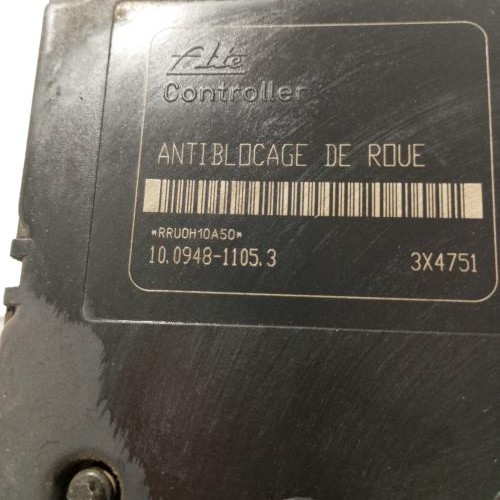 Ate
Controller
ANTIBLOCAGE DE ROUE
*RRU0H10A50*
10.0948-1105.3 3X4751